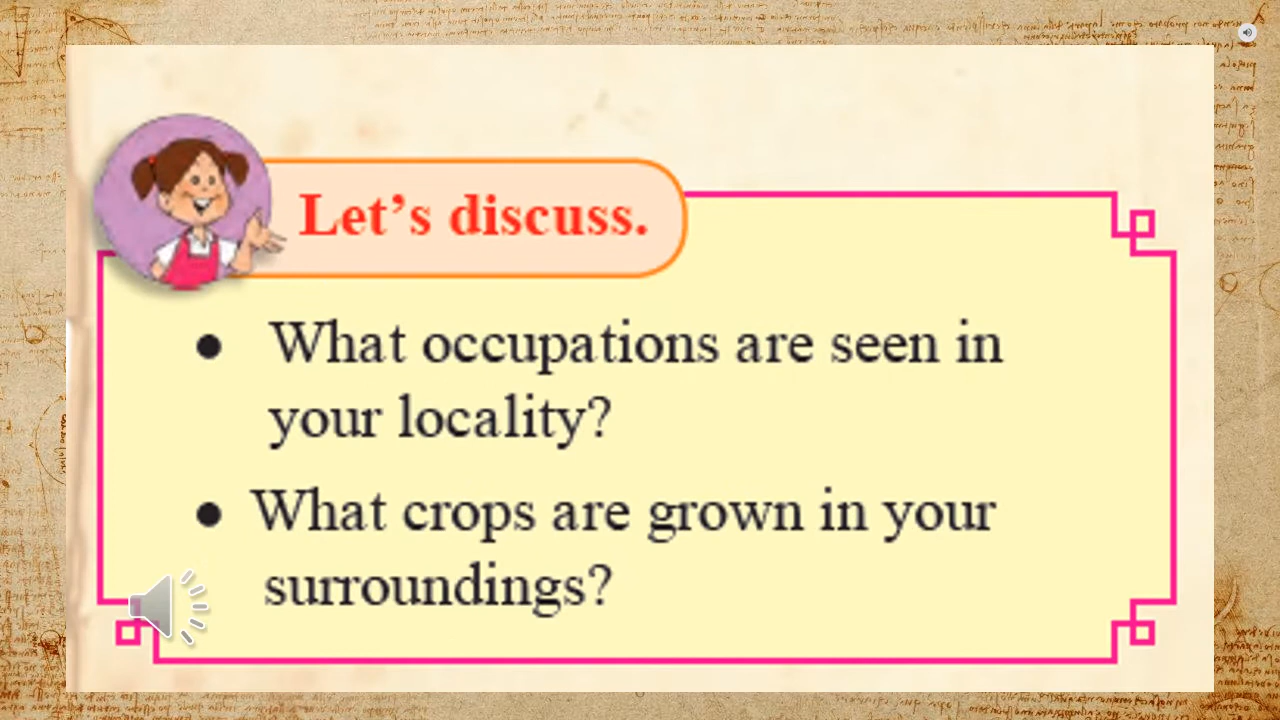 Let's discuss.
● What occupations are seen in
your locality?
● What crops are grown in your
surroundings?